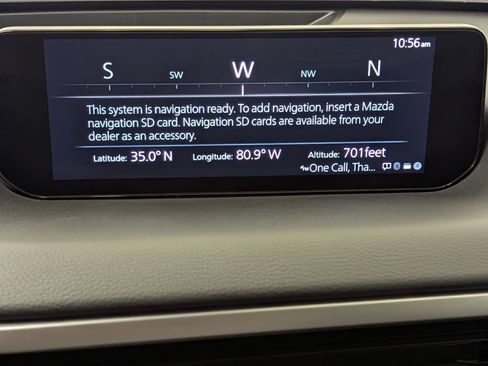 10:56am
S SW W NW N
This system is navigation ready. To add navigation, insert a Mazda
navigation SD card. Navigation SD cards are available from your
dealer as an accessory.
Latitude: 35.0° N Longitude: 80.9° W Altitude: 701feet
One Call, Tha...